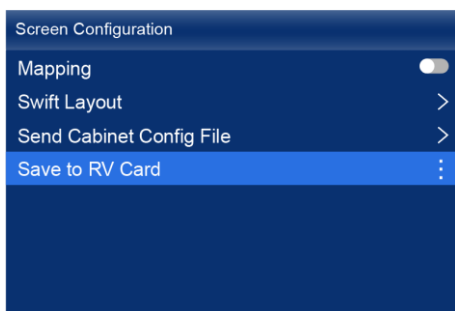 Screen Configuration
Mapping
Swift Layout
Send Cabinet Config File
Save to RV Card